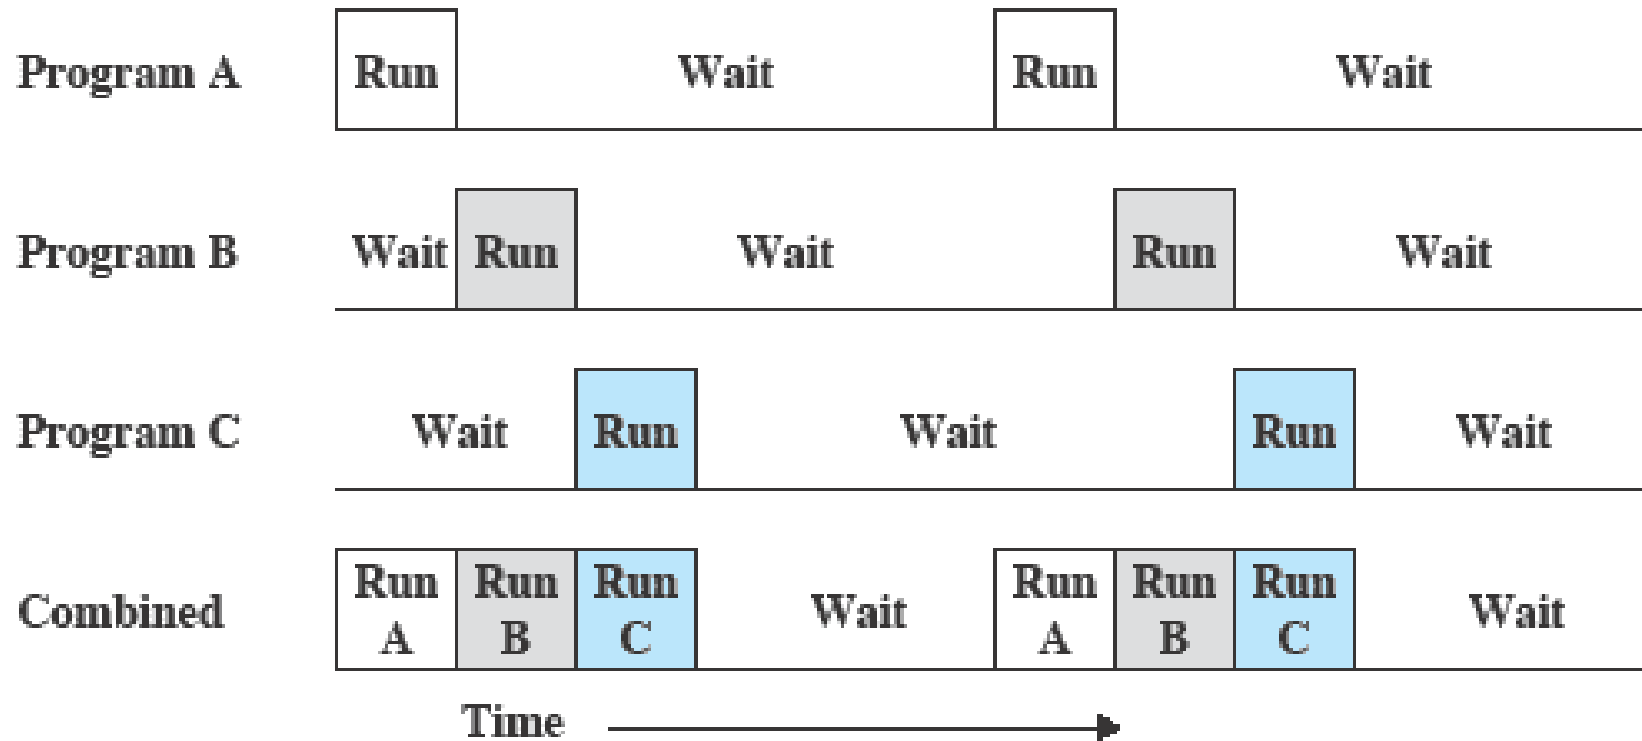 Program A Run Wait Run Wait
Program B Wait Run Wait Run Wait
Program C Wait Run Wait Run Wait
Combined Run A Run B Run C Wait Run A Run B Run C Wait
Time